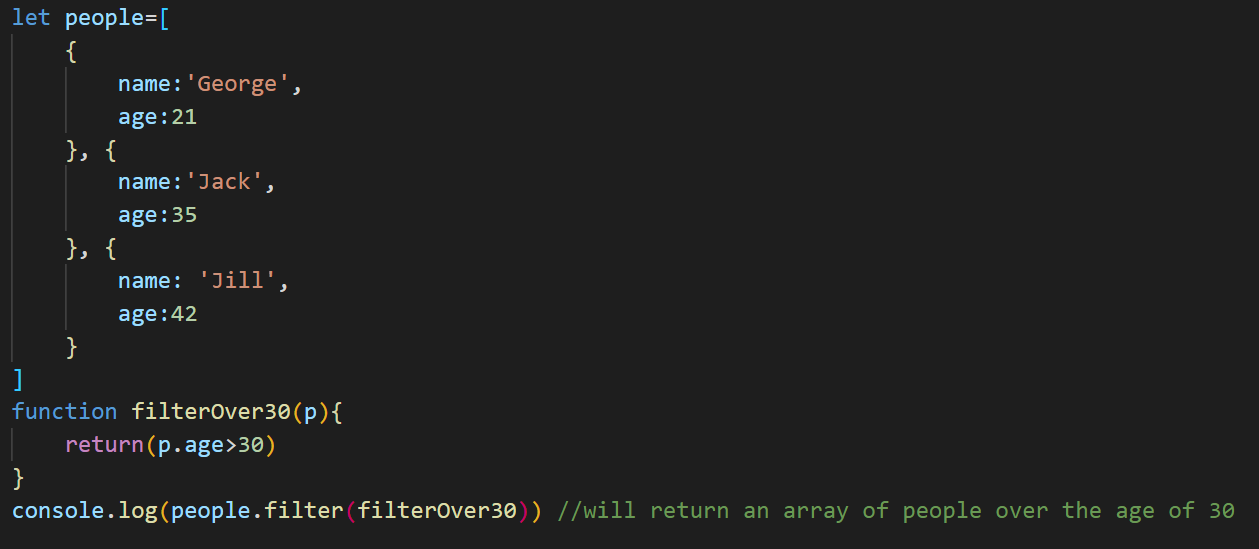 let people=[
    {
        name:'George',
        age:21
    }, {
        name:'Jack',
        age:35
    }, {
        name: 'Jill',
        age:42
    }
]
function filterOver30(p){
    return(p.age>30)
}
console.log(people.filter(filterOver30)) //will return an array of people over the age of 30